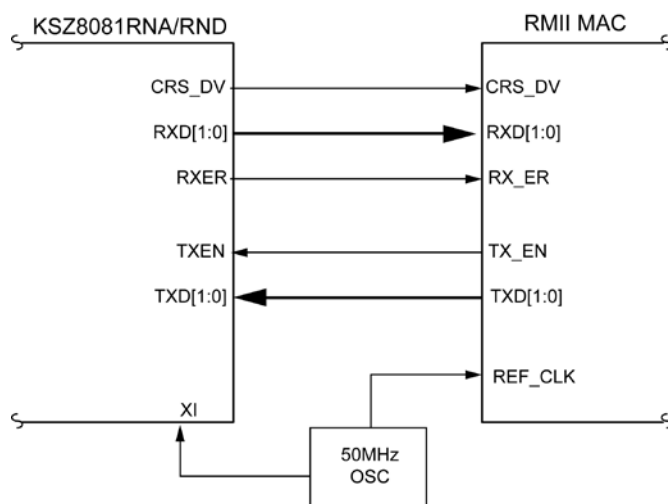 KSZ8081RNA/RND
RMII MAC
CRS_DV
CRS_DV
RXD[1:0]
RXD[1:0]
RXER
RX_ER
TXEN
TX_EN
TXD[1:0]
TXD[1:0]
REF_CLK
XI
50MHz
OSC